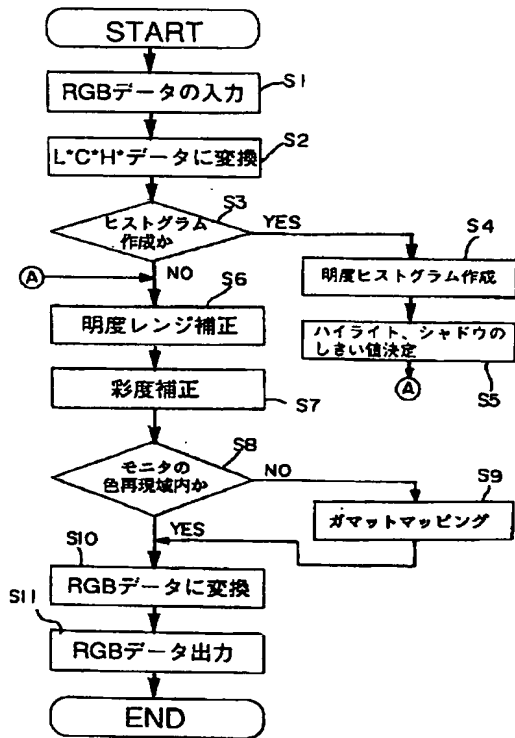 START
RGBデータの入力
S1
L*C*H*データに変換
S2
ヒストグラム
作成か
S3
YES
NO
明度ヒストグラム作成
S4
ハイライト、シャドウの
しきい値決定
S5
A
A
明度レンジ補正
S6
彩度補正
S7
モニタの
色再現域内か
S8
NO
YES
ガマットマッピング
S9
S10
RGBデータに変換
S11
RGBデータ出力
END